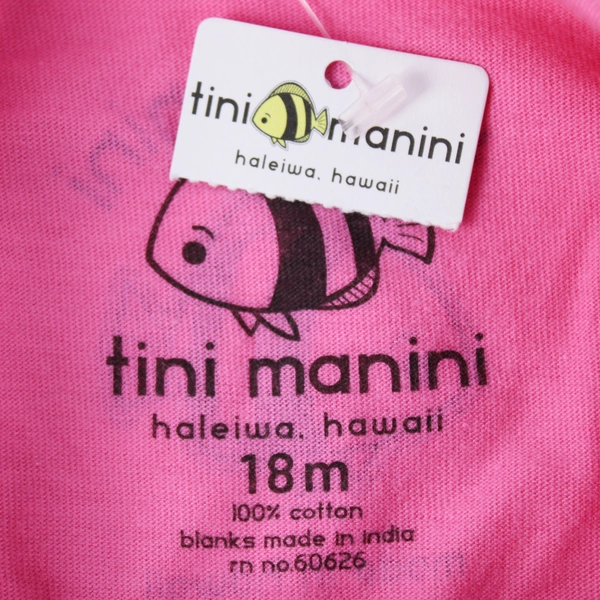 tini manini
haleiwa, hawaii
tini manini
haleiwa, hawaii
18m
100% cotton
blanks made in india
rn no.60626